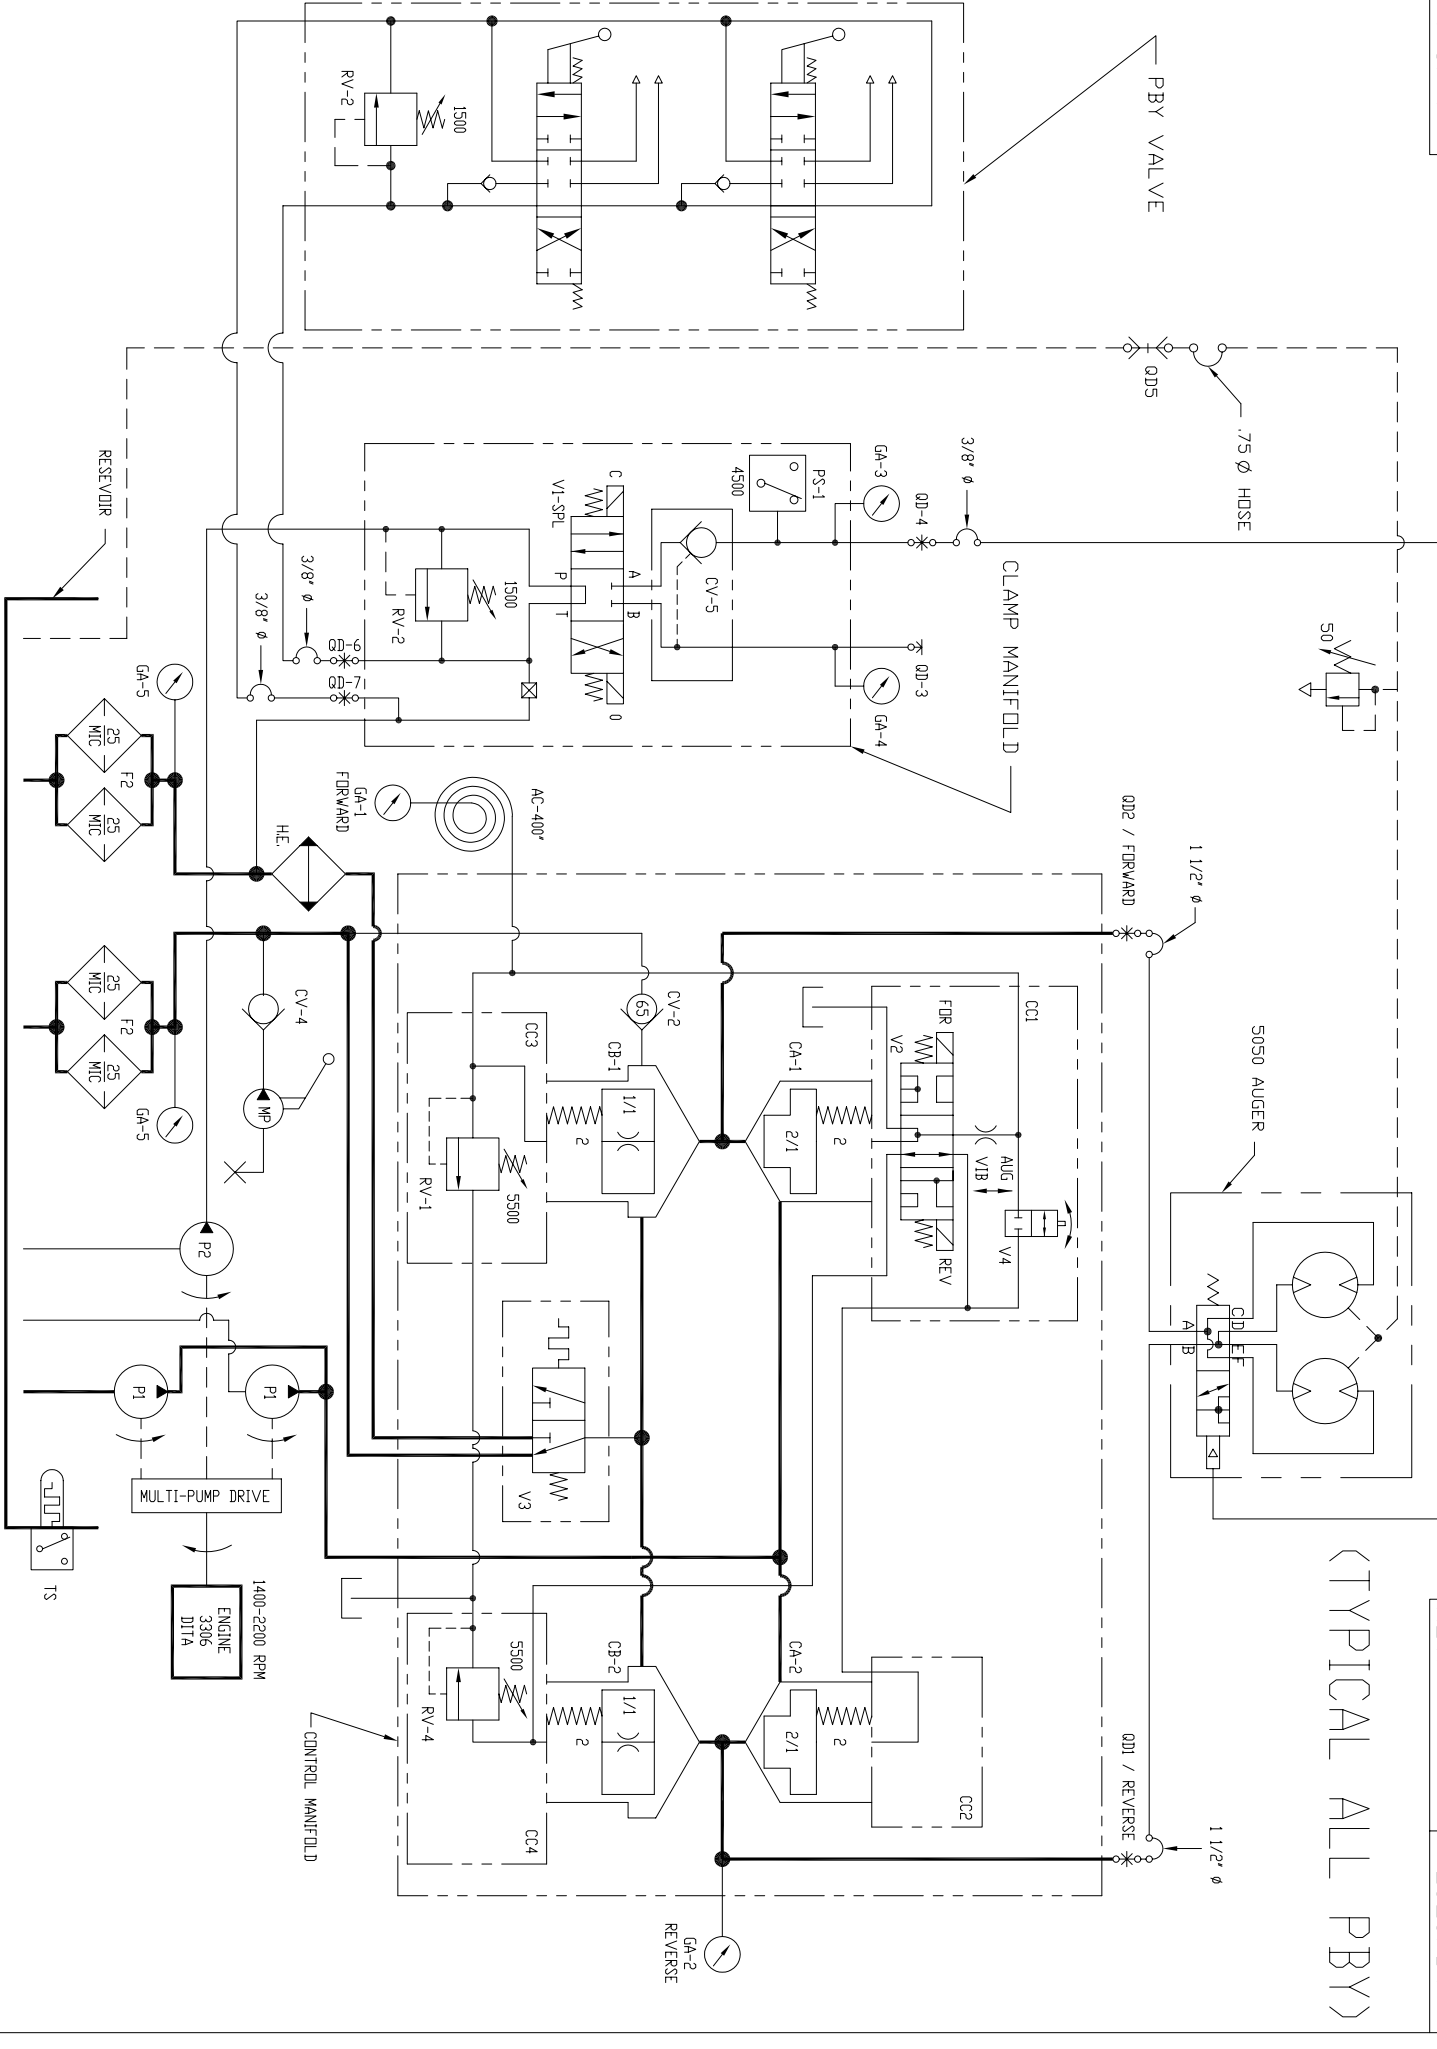 (TYPICAL ALL PBY)
PBY VALVE
RV-2
1500
QD5
.75 Ø HOSE
50
RESEVOIR
CLAMP MANIFOLD
3/8" Ø
QD-4
GA-3
PS-1
4500
C
V1-SPL
A
B
P
T
O
CV-5
QD-3
GA-4
1500
RV-2
3/8" Ø
3/8" Ø
QD-6
QD-7
GA-5
25
MIC
F2
25
MIC
H.E.
GA-1
FORWARD
AC-400"
QD2 / FORWARD
1 1/2" Ø
5050 AUGER
C
D
E
F
A
B
CC1
FOR
V2
AUG
VIB
V4
REV
CA-1
2/1
2
CV-2
65
CB-1
1/1
2
CC3
5500
RV-1
CV-4
MP
25
MIC
F2
25
MIC
GA-5
P2
P1
P1
MULTI-PUMP DRIVE
1400-2200 RPM
ENGINE
3306
DITA
TS
V3
CA-2
2/1
2
CC2
CB-2
1/1
2
5500
RV-4
CC4
CONTROL MANIFOLD
QD1 / REVERSE
1 1/2" Ø
GA-2
REVERSE